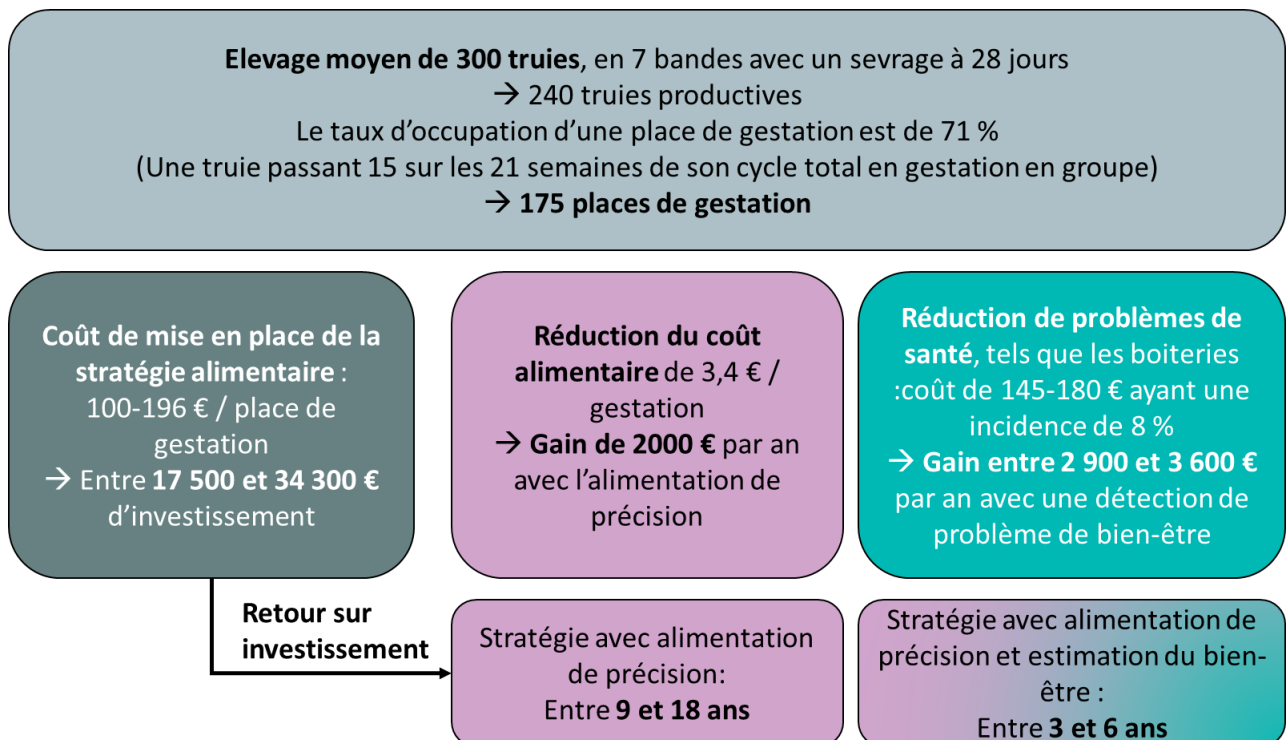 Elevage moyen de 300 truies, en 7 bandes avec un sevrage à 28 jours
→ 240 truies productives
Le taux d'occupation d'une place de gestation est de 71 %
(Une truie passant 15 sur les 21 semaines de son cycle total en gestation en groupe)
→ 175 places de gestation
Coût de mise en place de la
stratégie alimentaire :
100-196 € / place de
gestation
→ Entre 17 500 et 34 300 €
d'investissement
Réduction du coût
alimentaire de 3,4 € /
gestation
→ Gain de 2000 € par an
avec l'alimentation de
précision
Réduction de problèmes de
santé, tels que les boiteries
:coût de 145-180 € ayant une
incidence de 8 %
→ Gain entre 2 900 et 3 600 €
par an avec une détection de
problème de bien-être
Retour sur
investissement
Stratégie avec alimentation
de précision:
Entre 9 et 18 ans
Stratégie avec alimentation de
précision et estimation du bien-
être :
Entre 3 et 6 ans